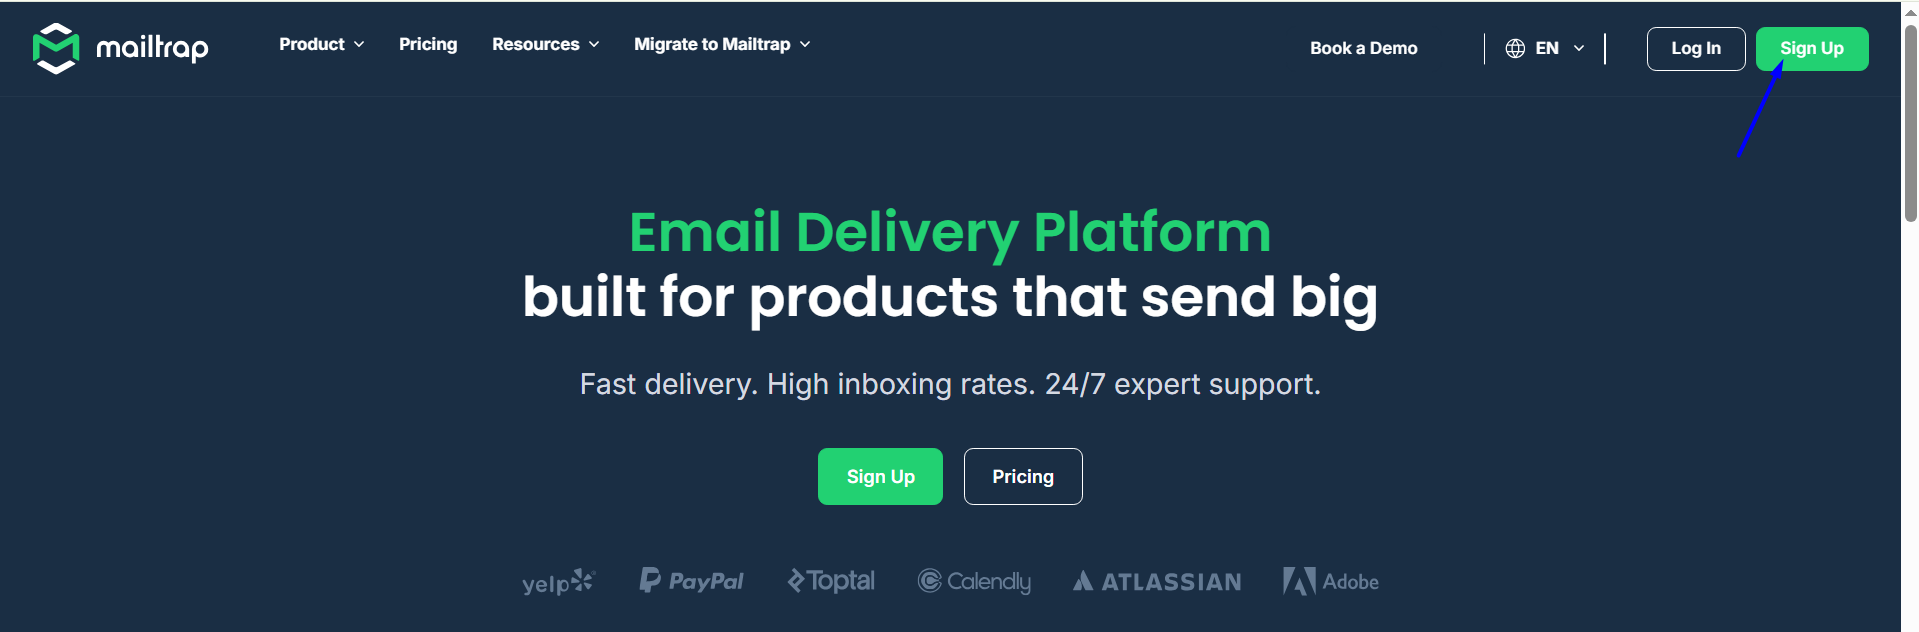 mailtrap
Product
Pricing
Resources
Migrate to Mailtrap
Book a Demo
EN
Log In
Sign Up
Email Delivery Platform
built for products that send big
Fast delivery. High inboxing rates. 24/7 expert support.
Sign Up
Pricing
yelp
PayPal
Toptal
Calendly
ATLASSIAN
Adobe